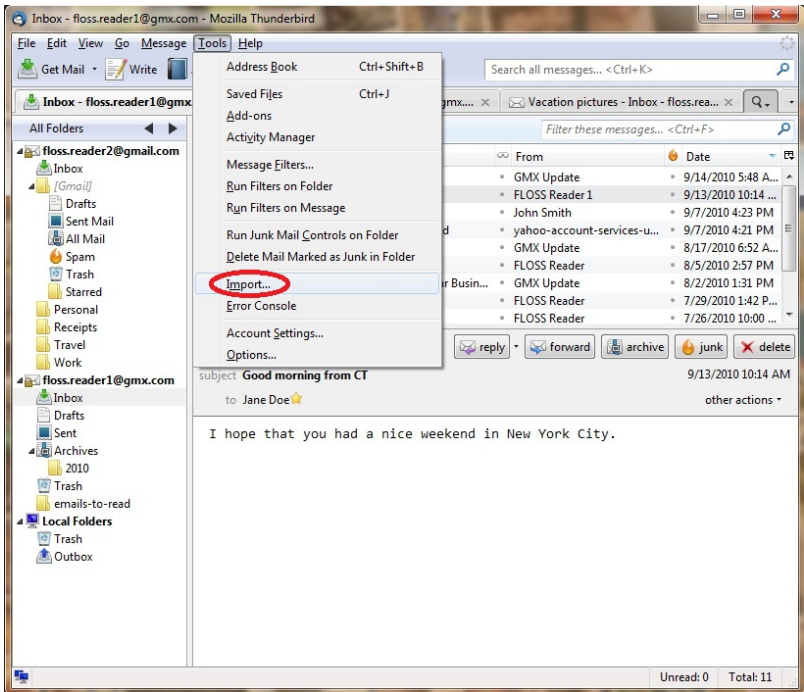 Inbox - floss.reader1@gmx.com - Mozilla Thunderbird
File Edit View Go Message Tools Help
Get Mail Write Search all messages... <Ctrl+K>
Inbox - floss.reader1@gmx gmx.... Vacation pictures - Inbox - floss.rea...
All Folders Filter these messages... <Ctrl+F>
Address Book Ctrl+Shift+B
Saved Files Ctrl+J
Add-ons
Activity Manager
Message Filters...
Run Filters on Folder
Run Filters on Message
Run Junk Mail Controls on Folder
Delete Mail Marked as Junk in Folder
Import...
Error Console
Account Settings...
Options...
floss.reader2@gmail.com
Inbox
[Gmail]
Drafts
Sent Mail
All Mail
Spam
Trash
Starred
Personal
Receipts
Travel
Work
floss.reader1@gmx.com
Inbox
Drafts
Sent
Archives
2010
Trash
emails-to-read
Local Folders
Trash
Outbox
From Date
GMX Update 9/14/2010 5:48 A...
FLOSS Reader 1 9/13/2010 10:14 ...
John Smith 9/7/2010 4:23 PM
d yahoo-account-services-u... 9/7/2010 4:21 PM
GMX Update 8/17/2010 6:52 A...
FLOSS Reader 8/5/2010 2:57 PM
r Busin... GMX Update 8/2/2010 1:31 PM
FLOSS Reader 7/29/2010 1:42 P...
FLOSS Reader 7/26/2010 10:00 ...
reply forward archive junk delete
subject Good morning from CT 9/13/2010 10:14 AM
to Jane Doe other actions
I hope that you had a nice weekend in New York City.
Unread: 0 Total: 11